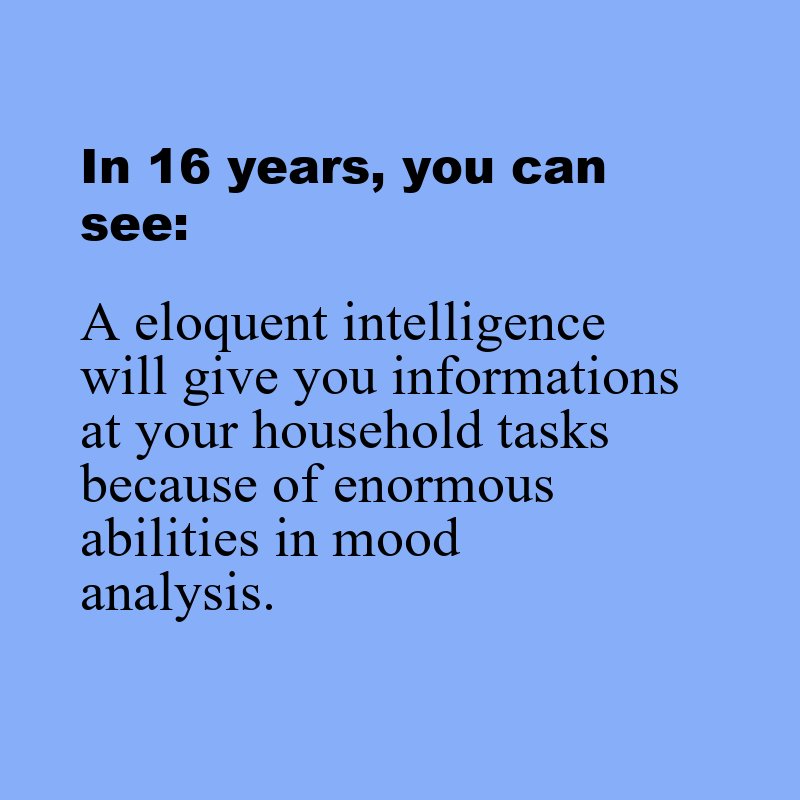 In 16 years, you can
see:
A eloquent intelligence
will give you informations
at your household tasks
because of enormous
abilities in mood
analysis.